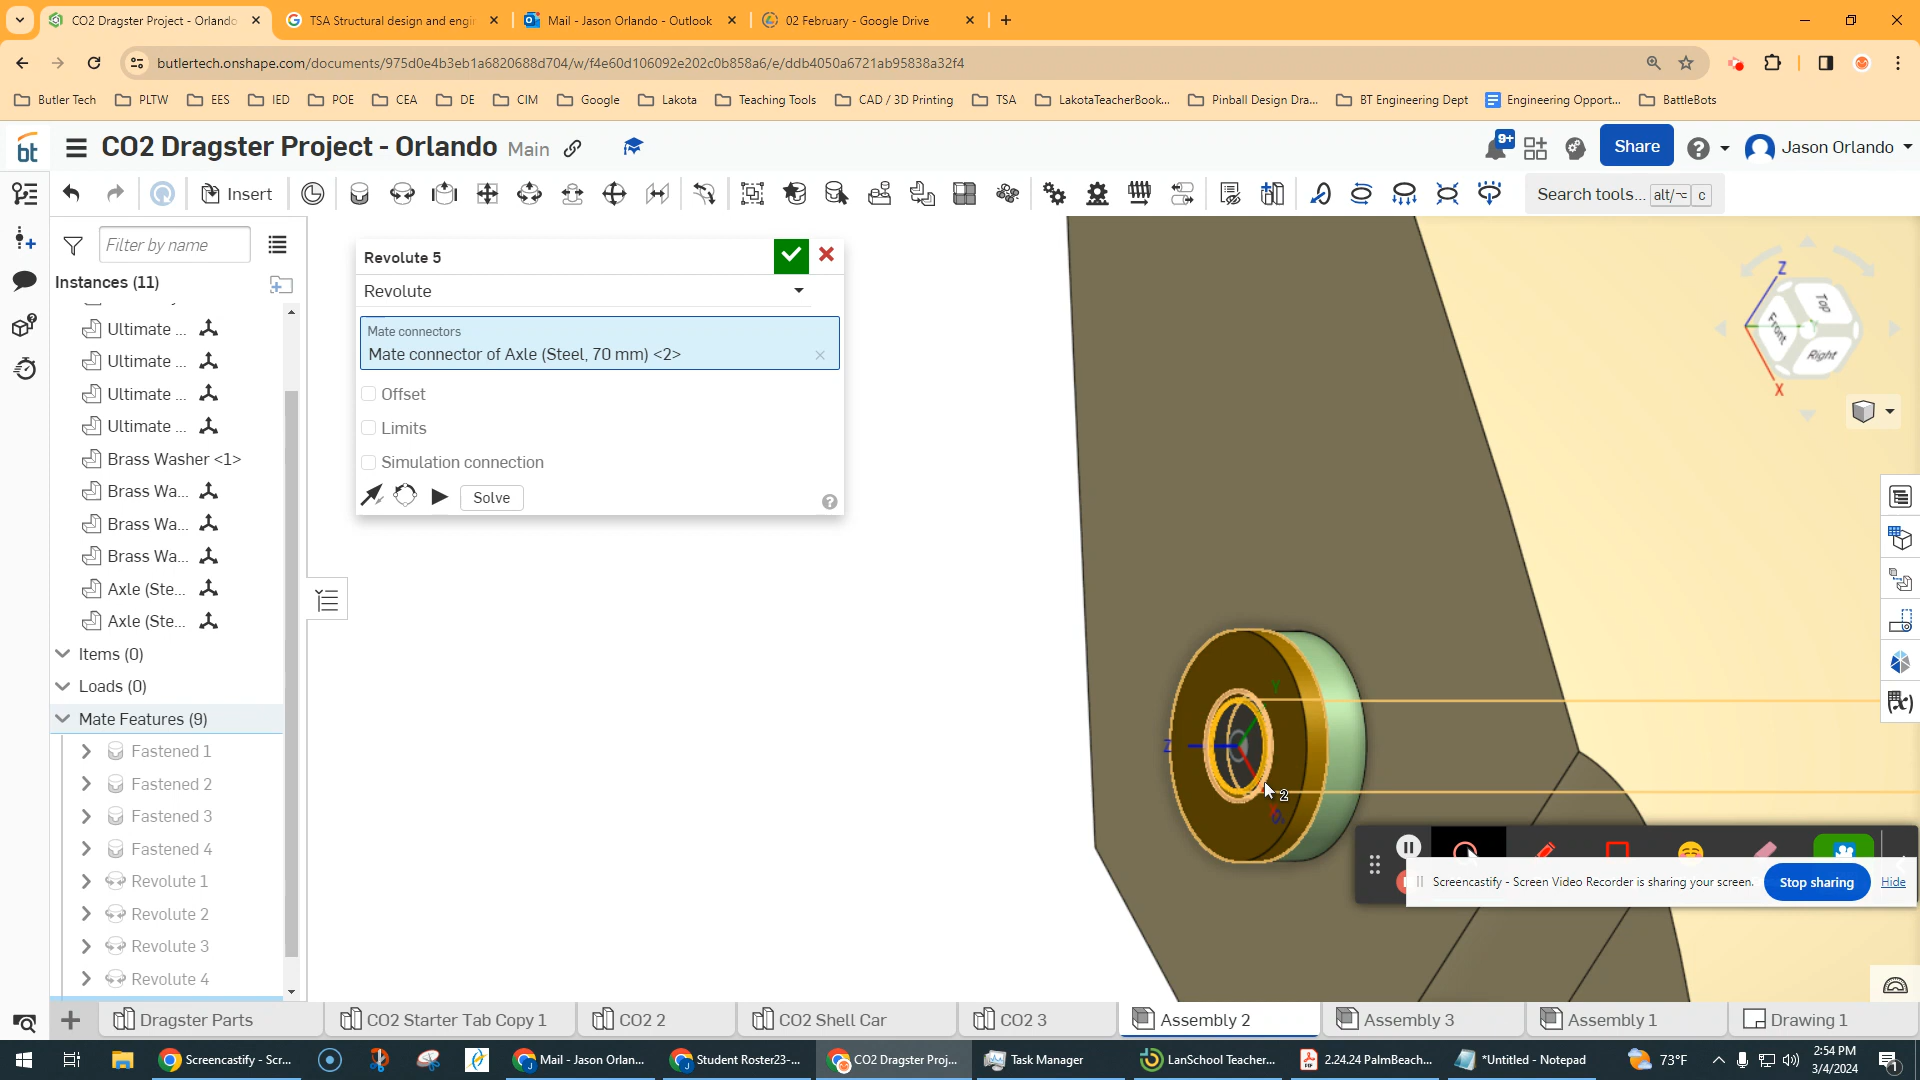 CO2 Dragster Project - Orlando
TSA Structural design and engin
Mail - Jason Orlando - Outlook
02 February - Google Drive
butlertech.onshape.com/documents/975d0e4b3eb1a6820688d704/w/f4e60d106092e202c0b858a6/e/ddb4050a6721ab95838a32f4
Butler Tech
PLTW
EES
IED
POE
CEA
DE
CIM
Google
Lakota
Teaching Tools
CAD / 3D Printing
TSA
LakotaTeacherBook...
Pinball Design Dra...
BT Engineering Dept
Engineering Opport...
BattleBots
bt
CO2 Dragster Project - Orlando Main
9+
Share
Jason Orlando
Insert
Search tools... alt/⌥ c
Filter by name
Instances (11)
Ultimate ...
Ultimate ...
Ultimate ...
Ultimate ...
Brass Washer <1>
Brass Wa...
Brass Wa...
Brass Wa...
Axle (Ste...
Axle (Ste...
Items (0)
Loads (0)
Mate Features (9)
Fastened 1
Fastened 2
Fastened 3
Fastened 4
Revolute 1
Revolute 2
Revolute 3
Revolute 4
Revolute 5
Revolute
Mate connectors
Mate connector of Axle (Steel, 70 mm) <2>
Offset
Limits
Simulation connection
Solve
Z
Top
Front
Right
X
Y
Z
2
Screencastify - Screen Video Recorder is sharing your screen.
Stop sharing
Hide
Dragster Parts
CO2 Starter Tab Copy 1
CO2 2
CO2 Shell Car
CO2 3
Assembly 2
Assembly 3
Assembly 1
Drawing 1
Screencastify - Scr...
Mail - Jason Orlan...
Student Roster23-...
CO2 Dragster Proj...
Task Manager
LanSchool Teacher...
2.24.24 PalmBeach...
*Untitled - Notepad
73°F
2:54 PM
3/4/2024
1